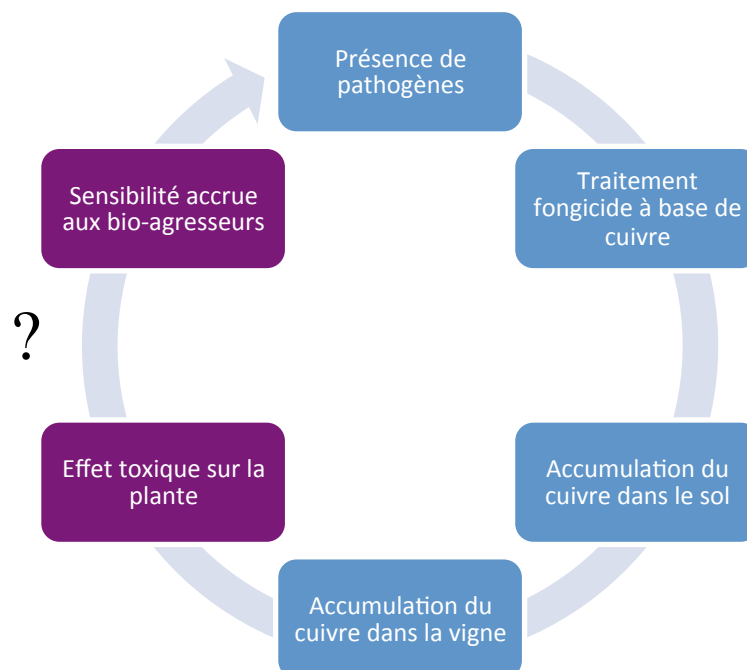 Présence de
pathogènes
Traitement
fongicide à base de
cuivre
Accumulation du
cuivre dans le sol
Accumulation du
cuivre dans la vigne
Effet toxique sur la
plante
?
Sensibilité accrue
aux bio-agresseurs